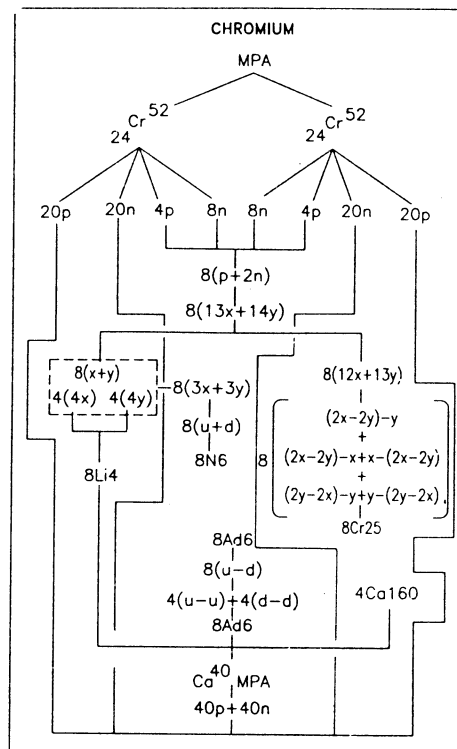 CHROMIUM
MPA
24Cr52 24Cr52
20p 20n 4p 8n 8n 4p 20n 20p
8(p+2n)
8(13x+14y)
8(x+y) 8(3x+3y) 8(12x+13y)
4(4x) 4(4y) 8(u+d) (2x-2y)-y
+
8N6 8 (2x-2y)-x+x-(2x-2y)
8Li4 +
(2y-2x)-y+y-(2y-2x)
8Cr25
8Ad6
8(u-d)
4(u-u)+4(d-d) 4Ca160
8Ad6
Ca40 MPA
40p+40n